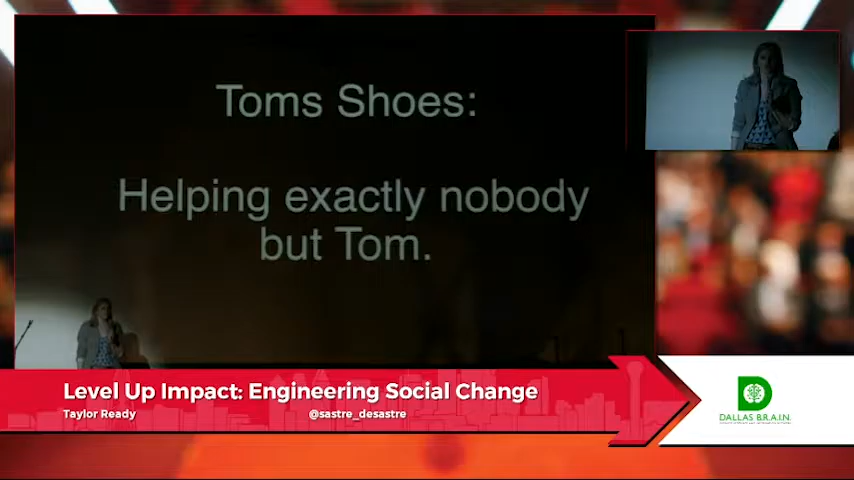 Toms Shoes:
Helping exactly nobody
but Tom.
Level Up Impact: Engineering Social Change
Taylor Ready
@sastre_desastre
DALLAS B.R.A.I.N.